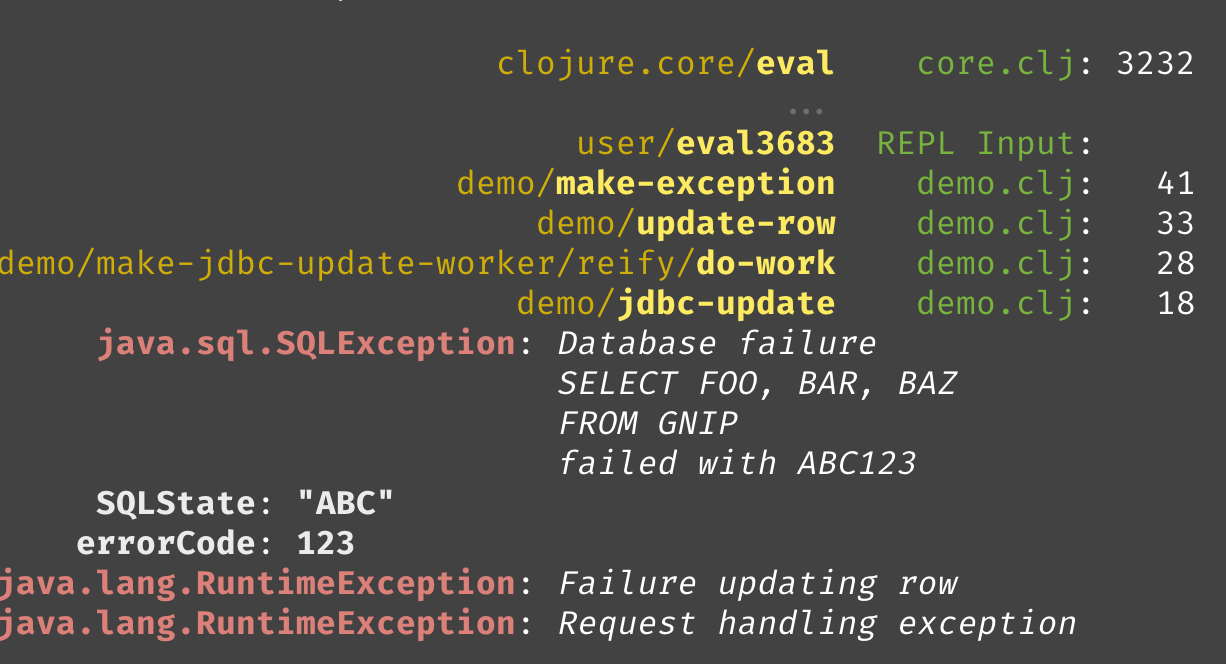 clojure.core/eval core.clj: 3232
...
user/eval3683 REPL Input:
demo/make-exception demo.clj: 41
demo/update-row demo.clj: 33
demo/make-jdbc-update-worker/reify/do-work demo.clj: 28
demo/jdbc-update demo.clj: 18
java.sql.SQLException: Database failure
SELECT FOO, BAR, BAZ
FROM GNIP
failed with ABC123
SQLState: "ABC"
errorCode: 123
java.lang.RuntimeException: Failure updating row
java.lang.RuntimeException: Request handling exception